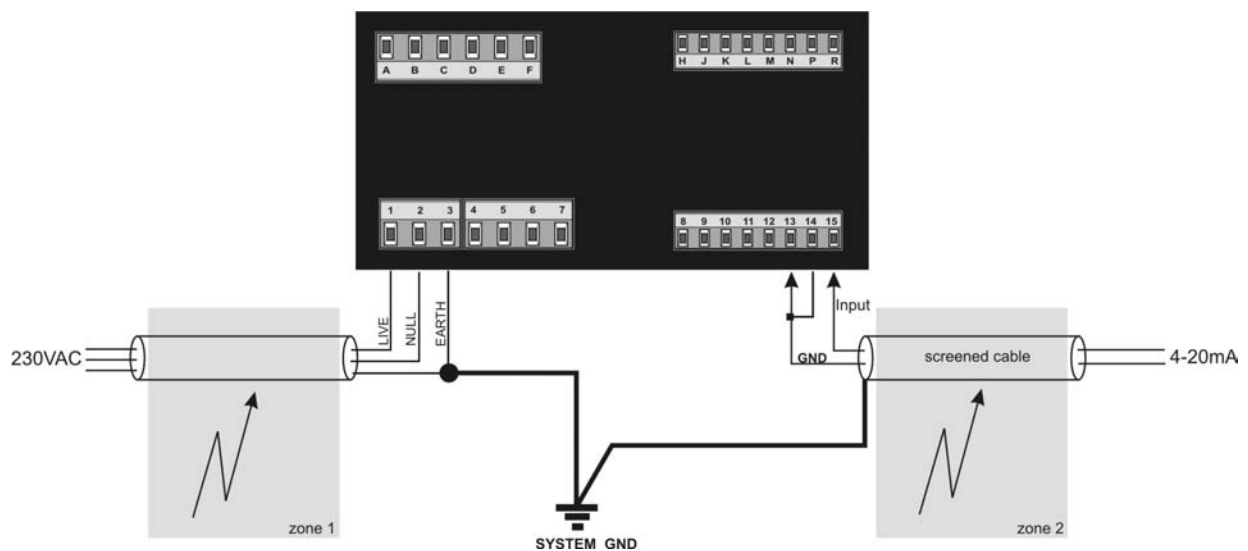 A B C D E F
H J K L M N P R
1 2 3 4 5 6 7
8 9 10 11 12 13 14 15
LIVE
NULL
EARTH
Input
230VAC
GND
screened cable
4-20mA
zone 1
zone 2
SYSTEM GND